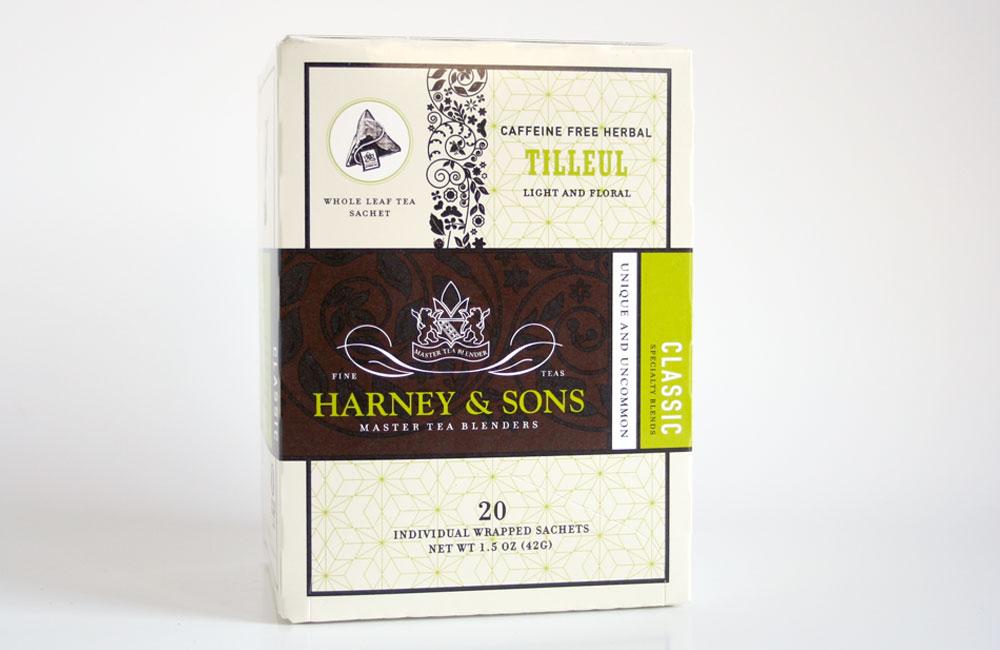 CAFFEINE FREE HERBAL
TILLEUL
LIGHT AND FLORAL
WHOLE LEAF TEA
SACHET
MASTER TEA BLENDER
FINE
TEAS
HARNEY & SONS
MASTER TEA BLENDERS
UNIQUE AND UNCOMMON
CLASSIC
SPECIALTY BLENDS
20
INDIVIDUAL WRAPPED SACHETS
NET WT 1.5 OZ (42G)
CLASSIC